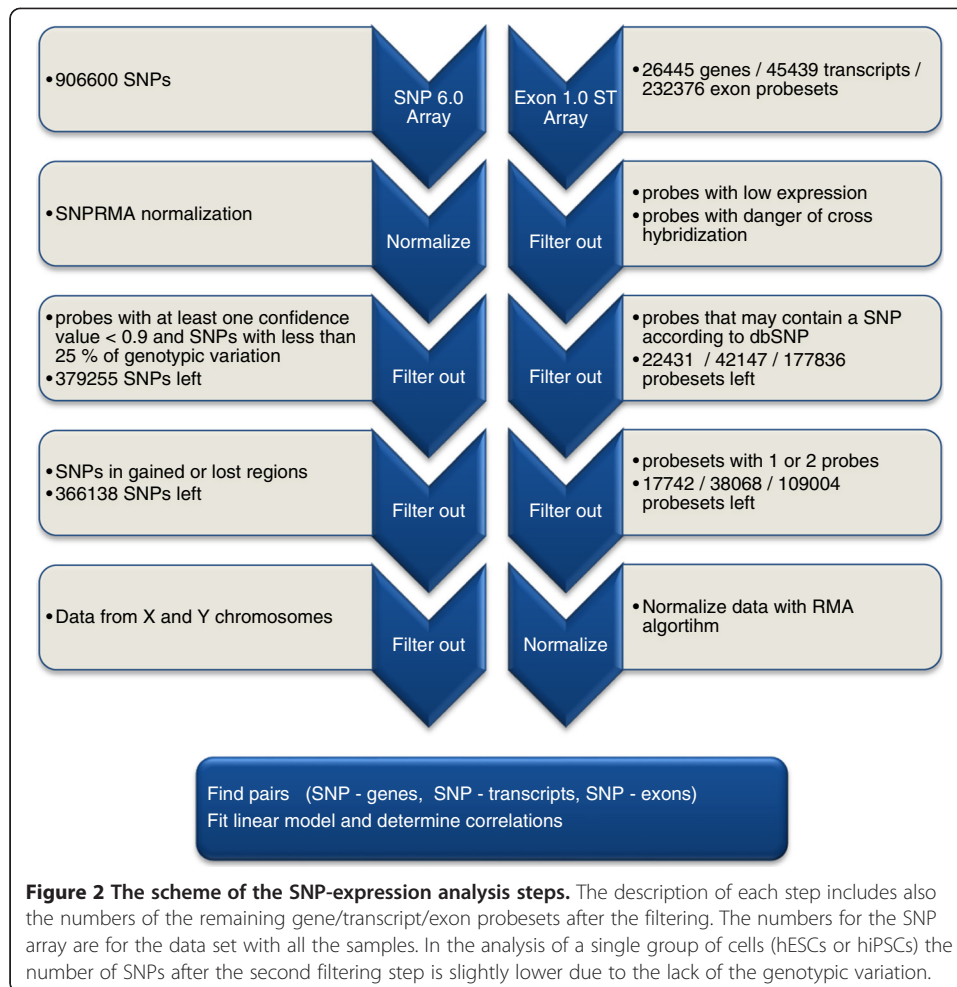 •906600 SNPs
SNP 6.0
Array
Exon 1.0 ST
Array
•26445 genes / 45439 transcripts /
232376 exon probesets
•SNPRMA normalization
Normalize
Filter out
•probes with low expression
•probes with danger of cross
hybridization
•probes with at least one confidence
value < 0.9 and SNPs with less than
25 % of genotypic variation
•379255 SNPs left
Filter out
Filter out
•probes that may contain a SNP
according to dbSNP
•22431 / 42147 / 177836
probesets left
•SNPs in gained or lost regions
•366138 SNPs left
Filter out
Filter out
•probesets with 1 or 2 probes
•17742 / 38068 / 109004
probesets left
•Data from X and Y chromosomes
Filter out
Normalize
•Normalize data with RMA
algortihm
Find pairs (SNP - genes, SNP - transcripts, SNP - exons)
Fit linear model and determine correlations
Figure 2 The scheme of the SNP-expression analysis steps. The description of each step includes also
the numbers of the remaining gene/transcript/exon probesets after the filtering. The numbers for the SNP
array are for the data set with all the samples. In the analysis of a single group of cells (hESCs or hiPSCs) the
number of SNPs after the second filtering step is slightly lower due to the lack of the genotypic variation.